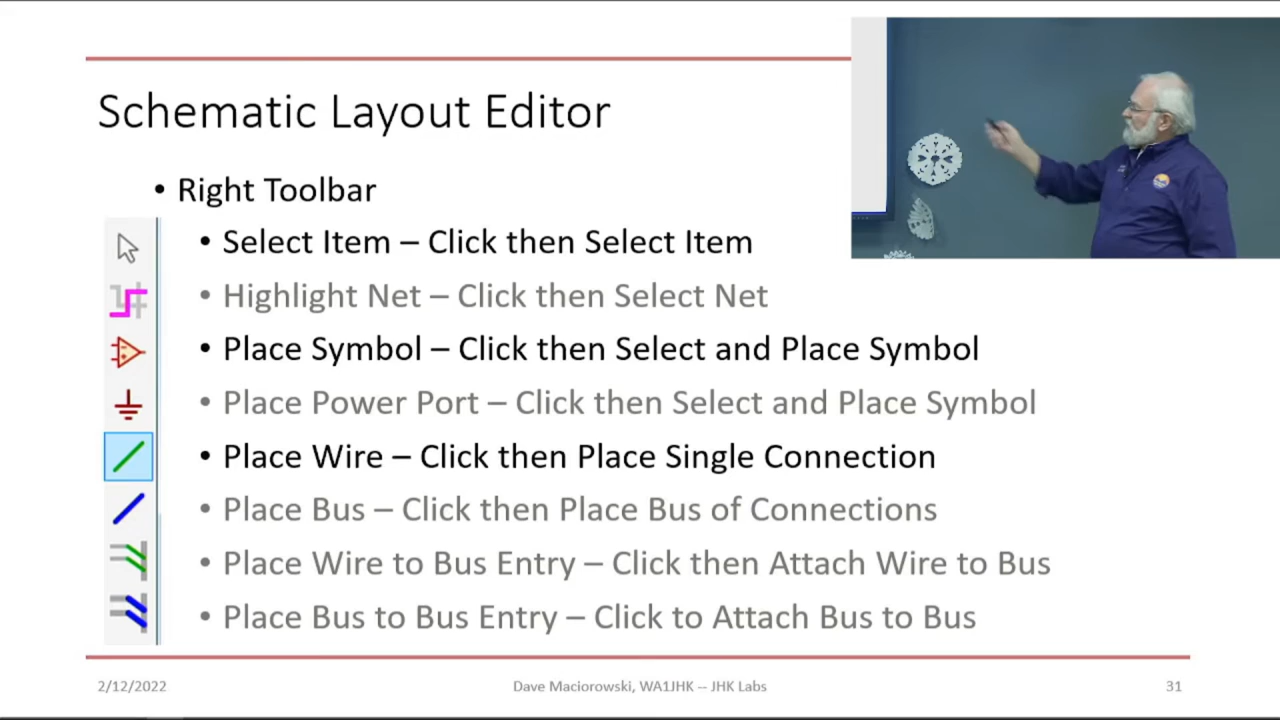 Schematic Layout Editor
• Right Toolbar
• Select Item – Click then Select Item
• Highlight Net – Click then Select Net
• Place Symbol – Click then Select and Place Symbol
• Place Power Port – Click then Select and Place Symbol
• Place Wire – Click then Place Single Connection
• Place Bus – Click then Place Bus of Connections
• Place Wire to Bus Entry – Click then Attach Wire to Bus
• Place Bus to Bus Entry – Click to Attach Bus to Bus
2/12/2022
Dave Maciorowski, WA1JHK -- JHK Labs
31